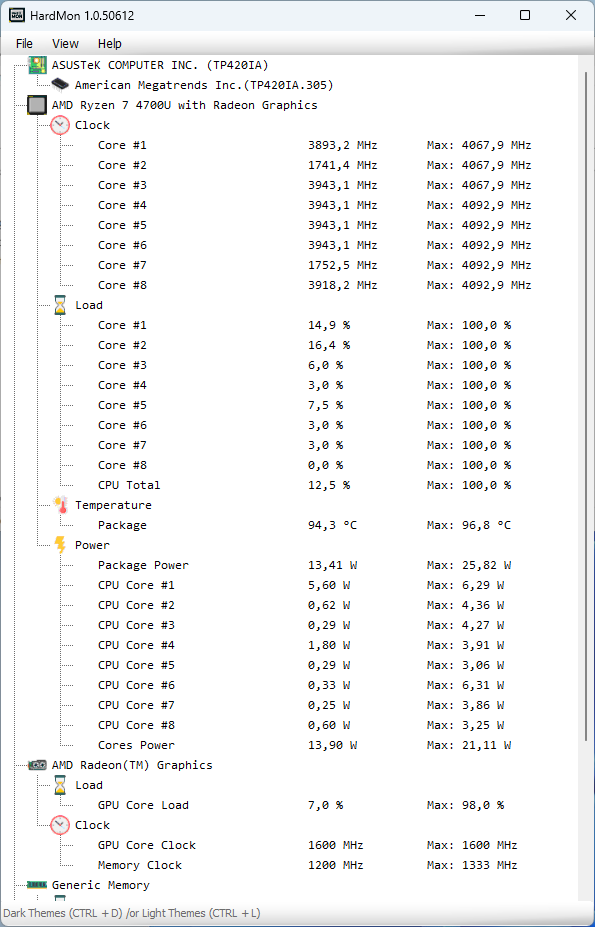 HardMon 1.0.50612
File View Help
ASUSTeK COMPUTER INC. (TP420IA)
American Megatrends Inc.(TP420IA.305)
AMD Ryzen 7 4700U with Radeon Graphics
Clock
Core #1 3893,2 MHz Max: 4067,9 MHz
Core #2 1741,4 MHz Max: 4067,9 MHz
Core #3 3943,1 MHz Max: 4067,9 MHz
Core #4 3943,1 MHz Max: 4092,9 MHz
Core #5 3943,1 MHz Max: 4092,9 MHz
Core #6 3943,1 MHz Max: 4092,9 MHz
Core #7 1752,5 MHz Max: 4092,9 MHz
Core #8 3918,2 MHz Max: 4092,9 MHz
Load
Core #1 14,9 % Max: 100,0 %
Core #2 16,4 % Max: 100,0 %
Core #3 6,0 % Max: 100,0 %
Core #4 3,0 % Max: 100,0 %
Core #5 7,5 % Max: 100,0 %
Core #6 3,0 % Max: 100,0 %
Core #7 3,0 % Max: 100,0 %
Core #8 0,0 % Max: 100,0 %
CPU Total 12,5 % Max: 100,0 %
Temperature
Package 94,3 °C Max: 96,8 °C
Power
Package Power 13,41 W Max: 25,82 W
CPU Core #1 5,60 W Max: 6,29 W
CPU Core #2 0,62 W Max: 4,36 W
CPU Core #3 0,29 W Max: 4,27 W
CPU Core #4 1,80 W Max: 3,91 W
CPU Core #5 0,29 W Max: 3,06 W
CPU Core #6 0,33 W Max: 6,31 W
CPU Core #7 0,25 W Max: 3,86 W
CPU Core #8 0,60 W Max: 3,25 W
Cores Power 13,90 W Max: 21,11 W
AMD Radeon(TM) Graphics
Load
GPU Core Load 7,0 % Max: 98,0 %
Clock
GPU Core Clock 1600 MHz Max: 1600 MHz
Memory Clock 1200 MHz Max: 1333 MHz
Generic Memory
Dark Themes (CTRL + D) /or Light Themes (CTRL + L)